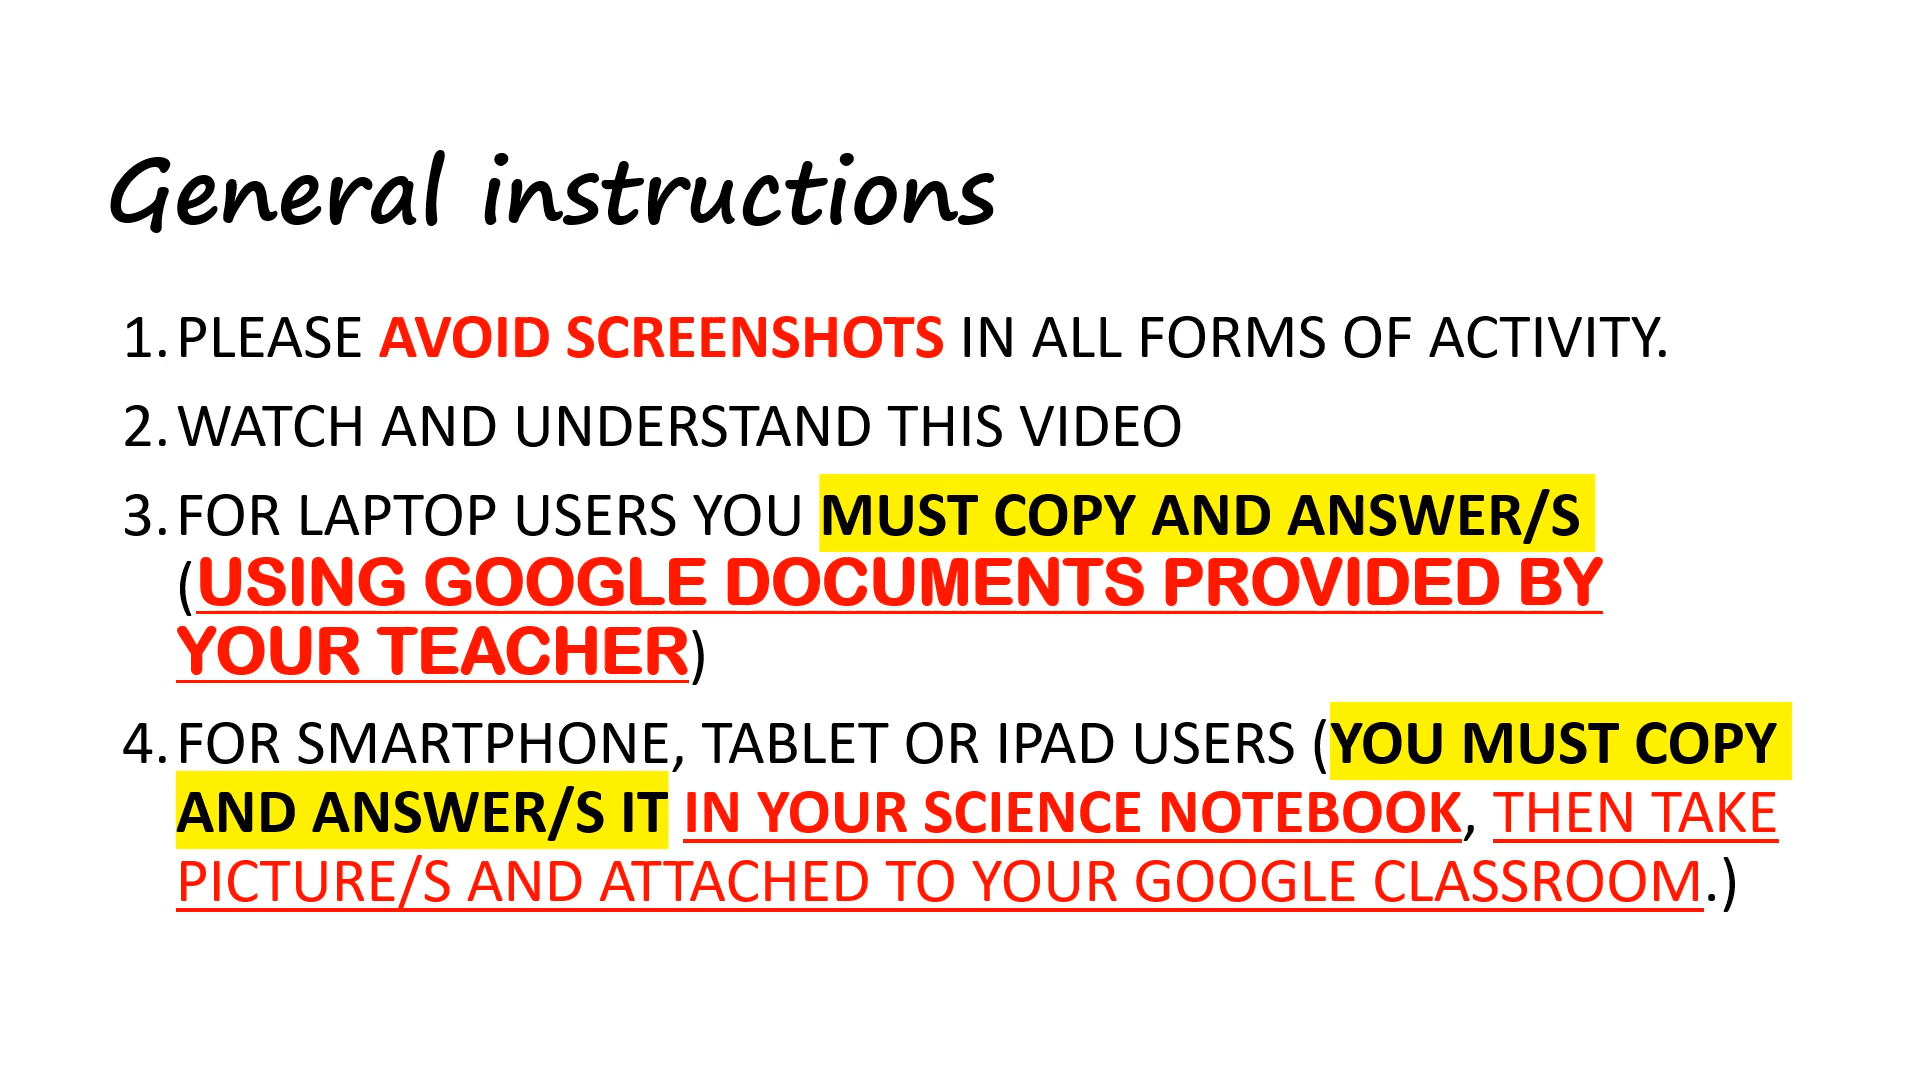 General instructions
1. PLEASE AVOID SCREENSHOTS IN ALL FORMS OF ACTIVITY.
2. WATCH AND UNDERSTAND THIS VIDEO
3. FOR LAPTOP USERS YOU MUST COPY AND ANSWER/S
(USING GOOGLE DOCUMENTS PROVIDED BY
YOUR TEACHER)
4. FOR SMARTPHONE, TABLET OR IPAD USERS (YOU MUST COPY
AND ANSWER/S IT IN YOUR SCIENCE NOTEBOOK, THEN TAKE
PICTURE/S AND ATTACHED TO YOUR GOOGLE CLASSROOM.)